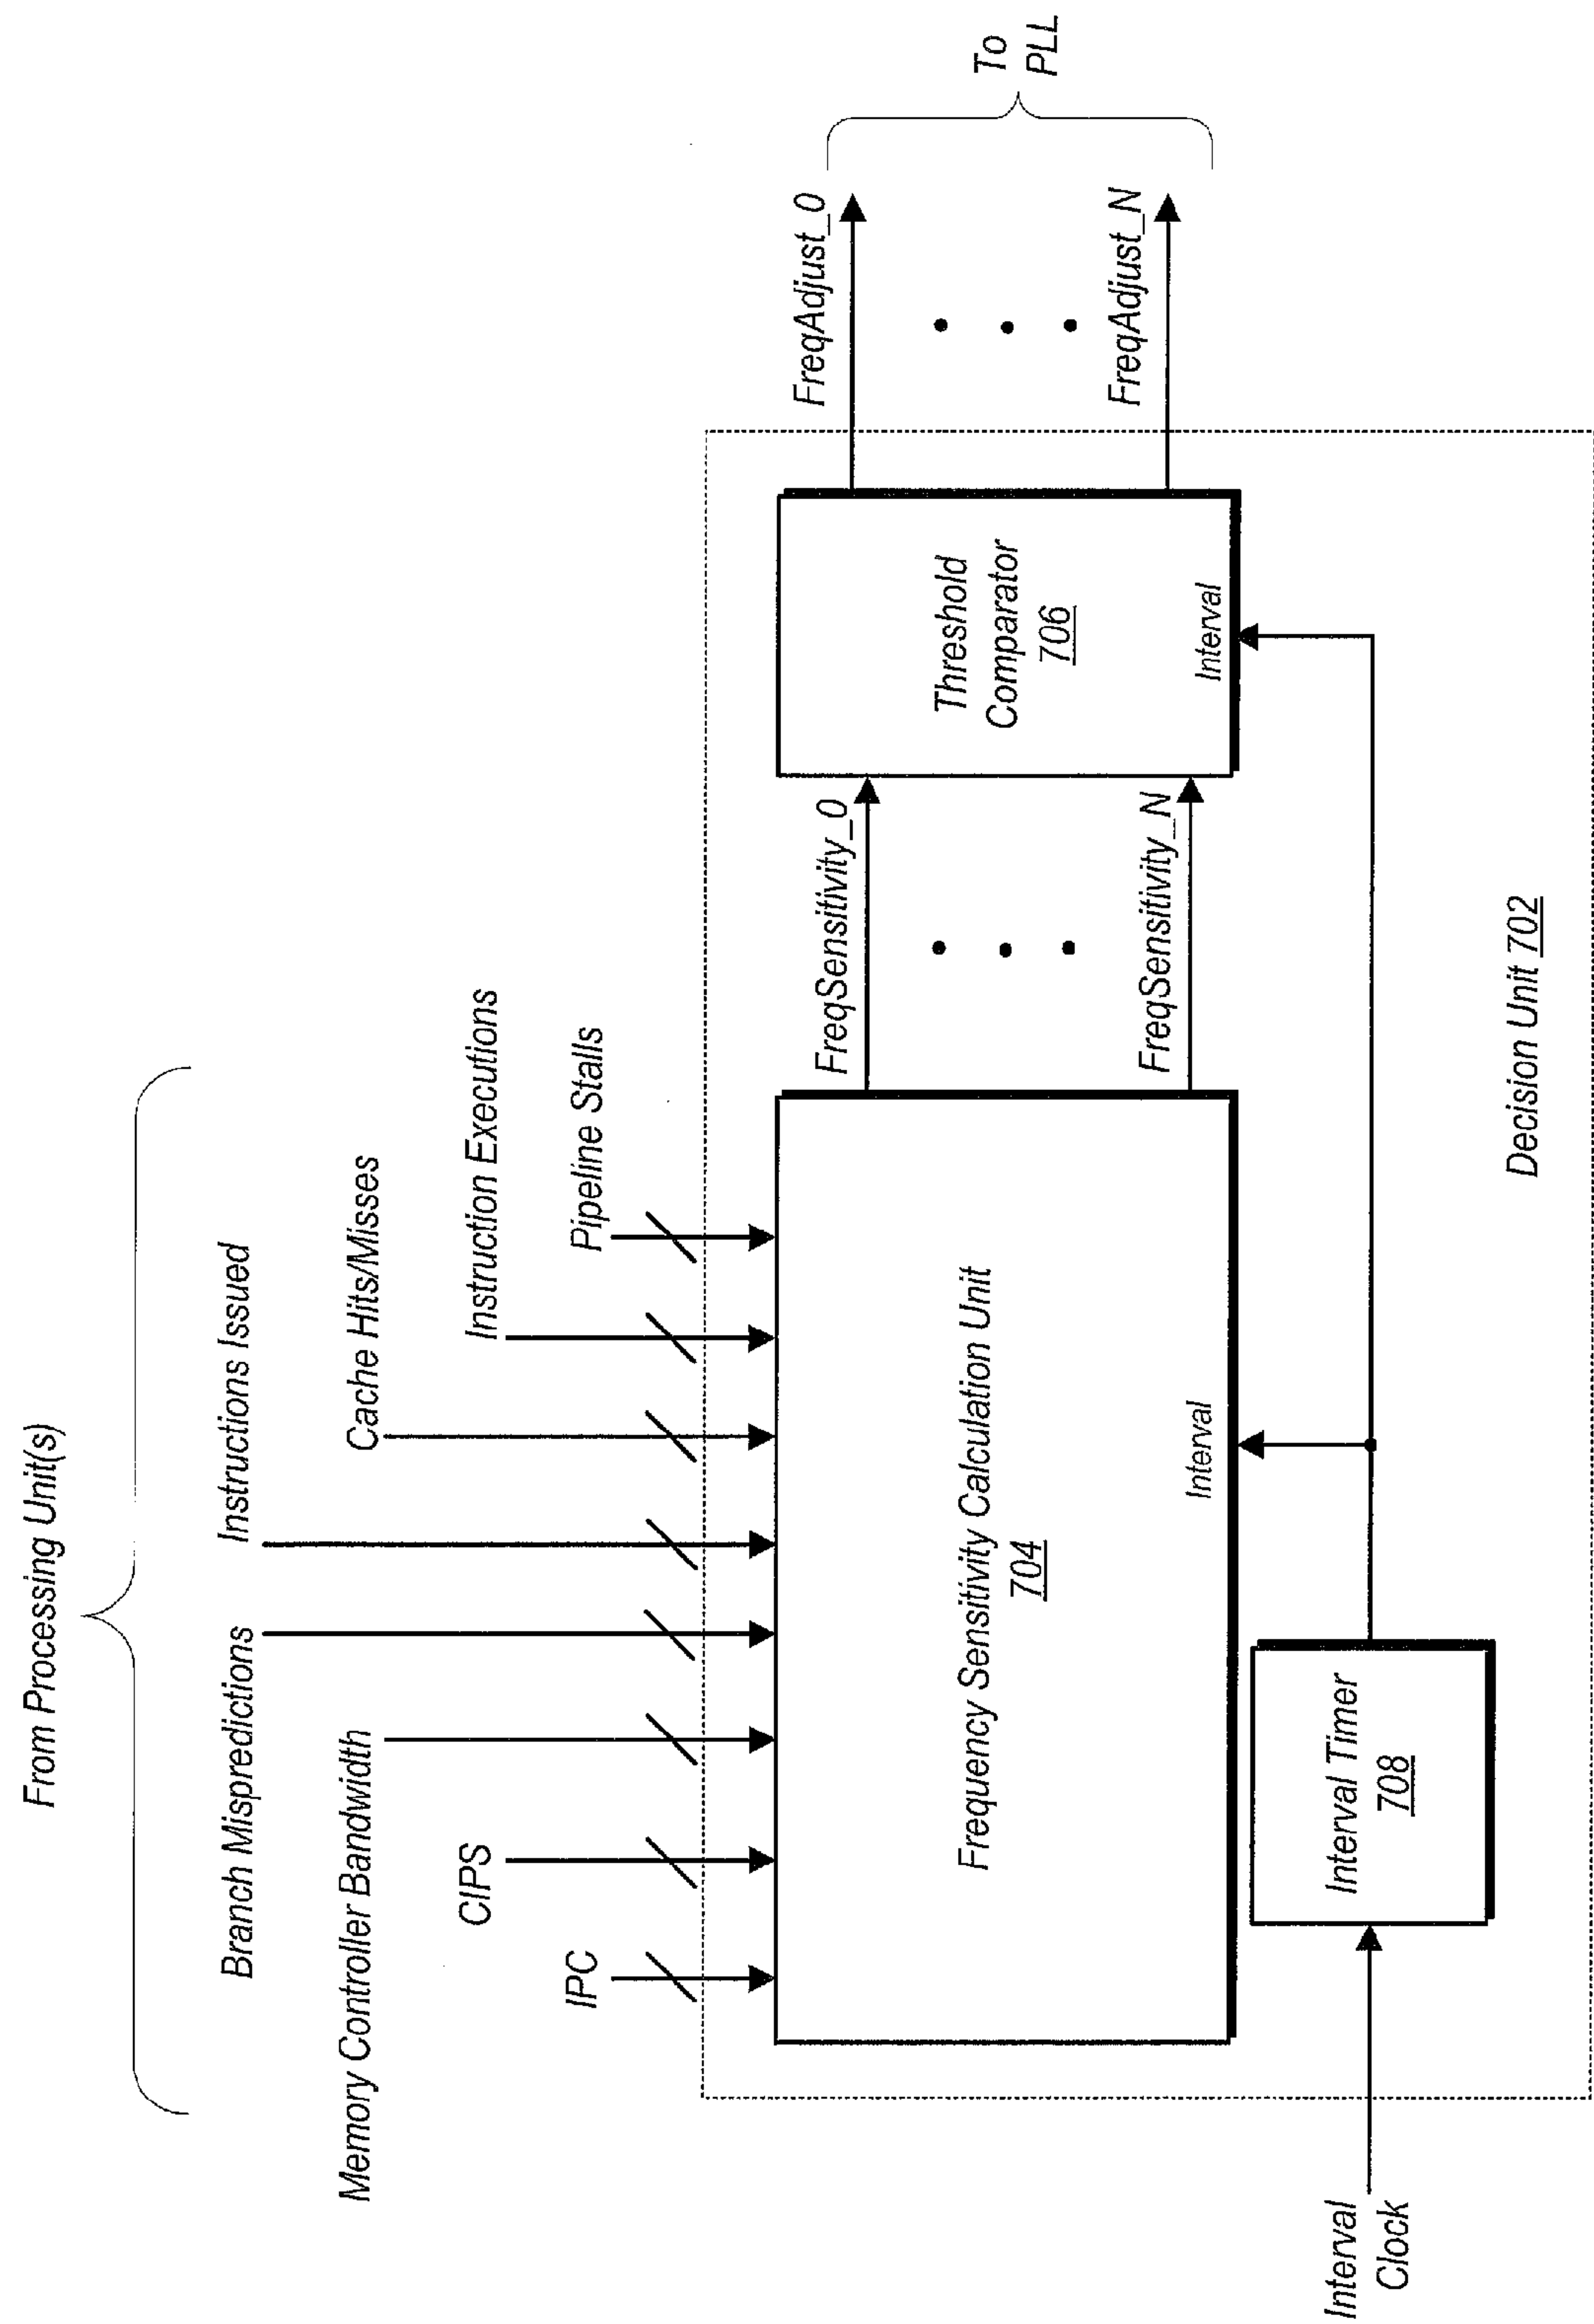 From Processing Unit(s)
Branch Mispredictions
Instructions Issued
Memory Controller Bandwidth
Cache Hits/Misses
CIPS
Instruction Executions
IPC
Pipeline Stalls
Frequency Sensitivity Calculation Unit
704
Interval
FreqSensitivity_0
FreqSensitivity_N
Threshold
Comparator
706
Interval
FreqAdjust_0
FreqAdjust_N
To
PLL
Interval
Clock
Interval Timer
708
Decision Unit 702